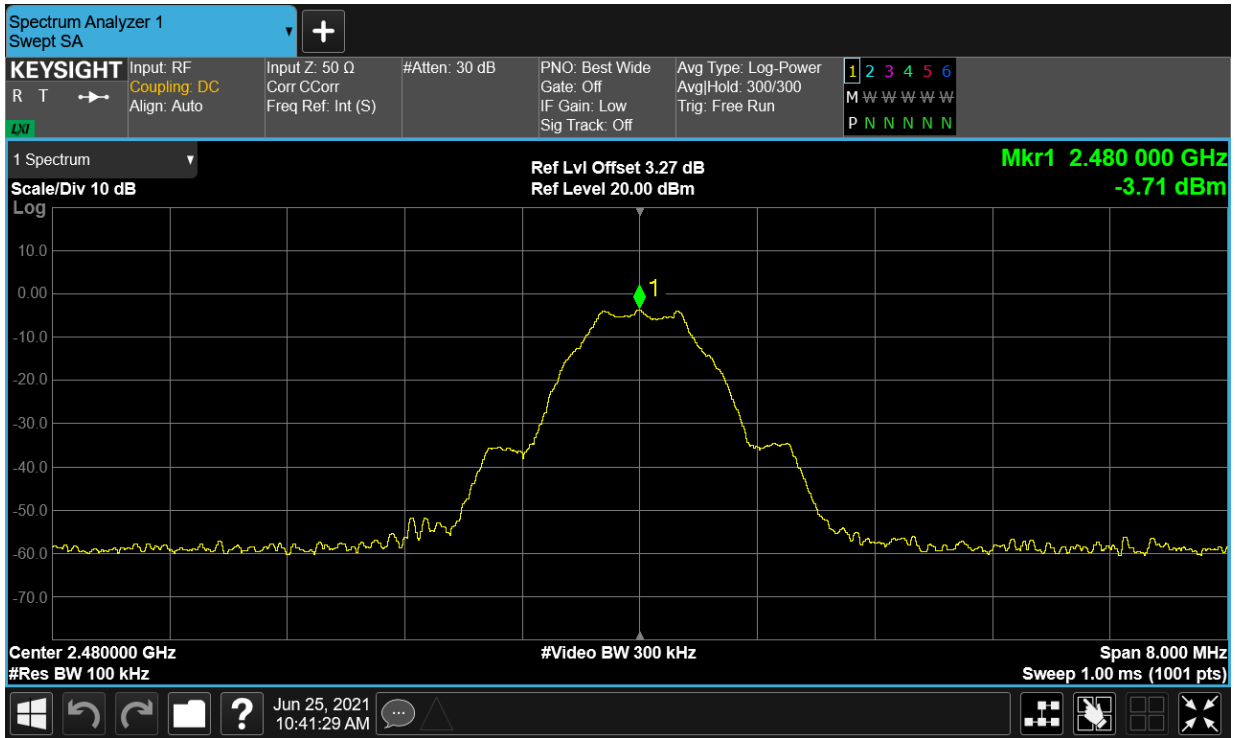 Spectrum Analyzer 1
Swept SA
KEYSIGHT
R T
LXI
Input: RF
Coupling: DC
Align: Auto
Input Z: 50 Ω
Corr CCorr
Freq Ref: Int (S)
#Atten: 30 dB
PNO: Best Wide
Gate: Off
IF Gain: Low
Sig Track: Off
Avg Type: Log-Power
Avg|Hold: 300/300
Trig: Free Run
1 2 3 4 5 6
M W W W W W
P N N N N N
1 Spectrum
Scale/Div 10 dB
Log
Ref Lvl Offset 3.27 dB
Ref Level 20.00 dBm
Mkr1 2.480 000 GHz
-3.71 dBm
10.0
0.00
-10.0
-20.0
-30.0
-40.0
-50.0
-60.0
-70.0
1
Center 2.480000 GHz
#Res BW 100 kHz
#Video BW 300 kHz
Span 8.000 MHz
Sweep 1.00 ms (1001 pts)
?
Jun 25, 2021
10:41:29 AM